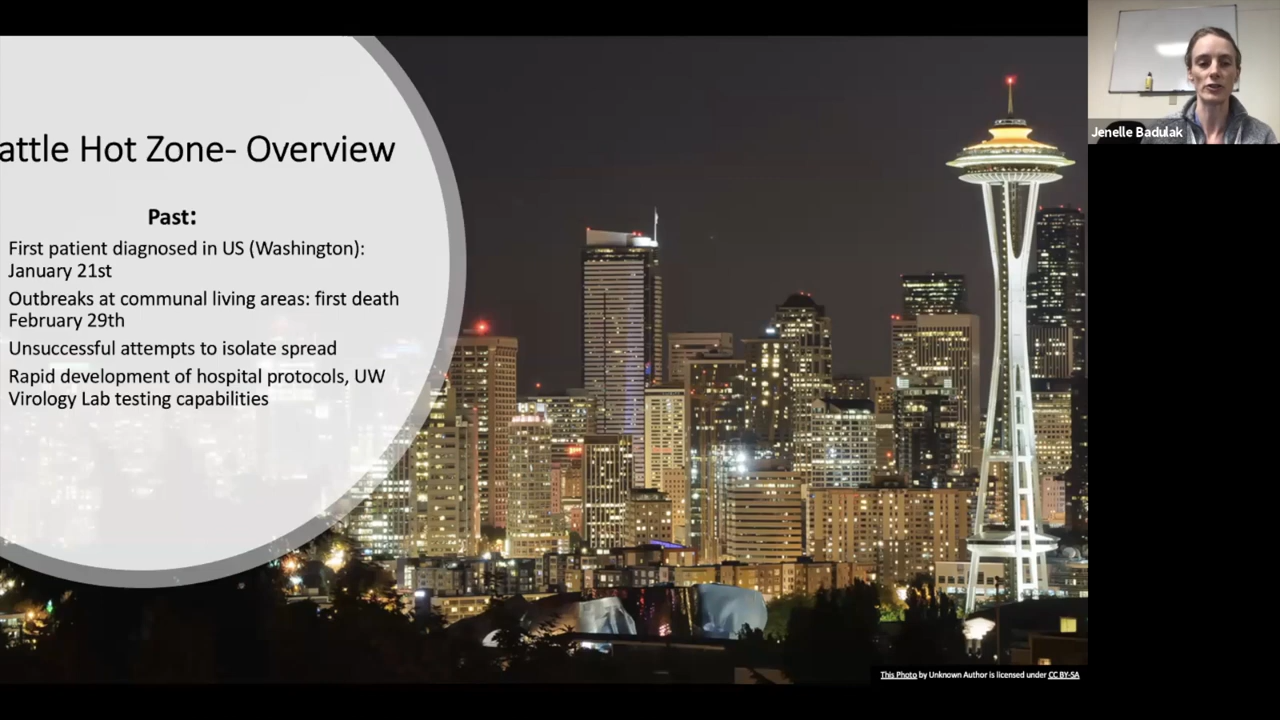 attle Hot Zone- Overview
Past:
First patient diagnosed in US (Washington):
January 21st
Outbreaks at communal living areas: first death
February 29th
Unsuccessful attempts to isolate spread
Rapid development of hospital protocols, UW
Virology Lab testing capabilities
Jenelle Badulak
This Photo by Unknown Author is licensed under CC BY-SA